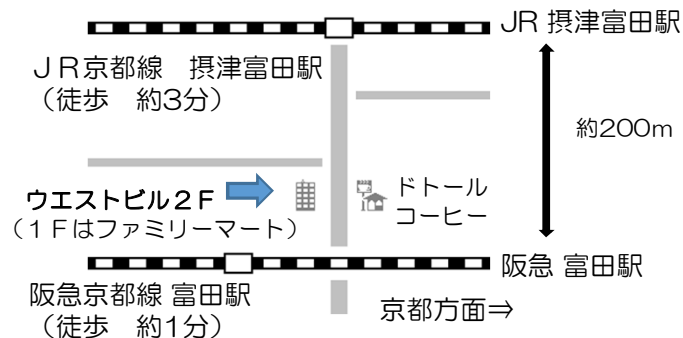 JR 摂津富田駅
ＪＲ京都線　摂津富田駅
（徒歩　約3分）
約200m
ウエストビル２Ｆ
（１Ｆはファミリーマート）
ドトール
コーヒー
阪急 富田駅
阪急京都線 富田駅
（徒歩　約1分）
京都方面⇒